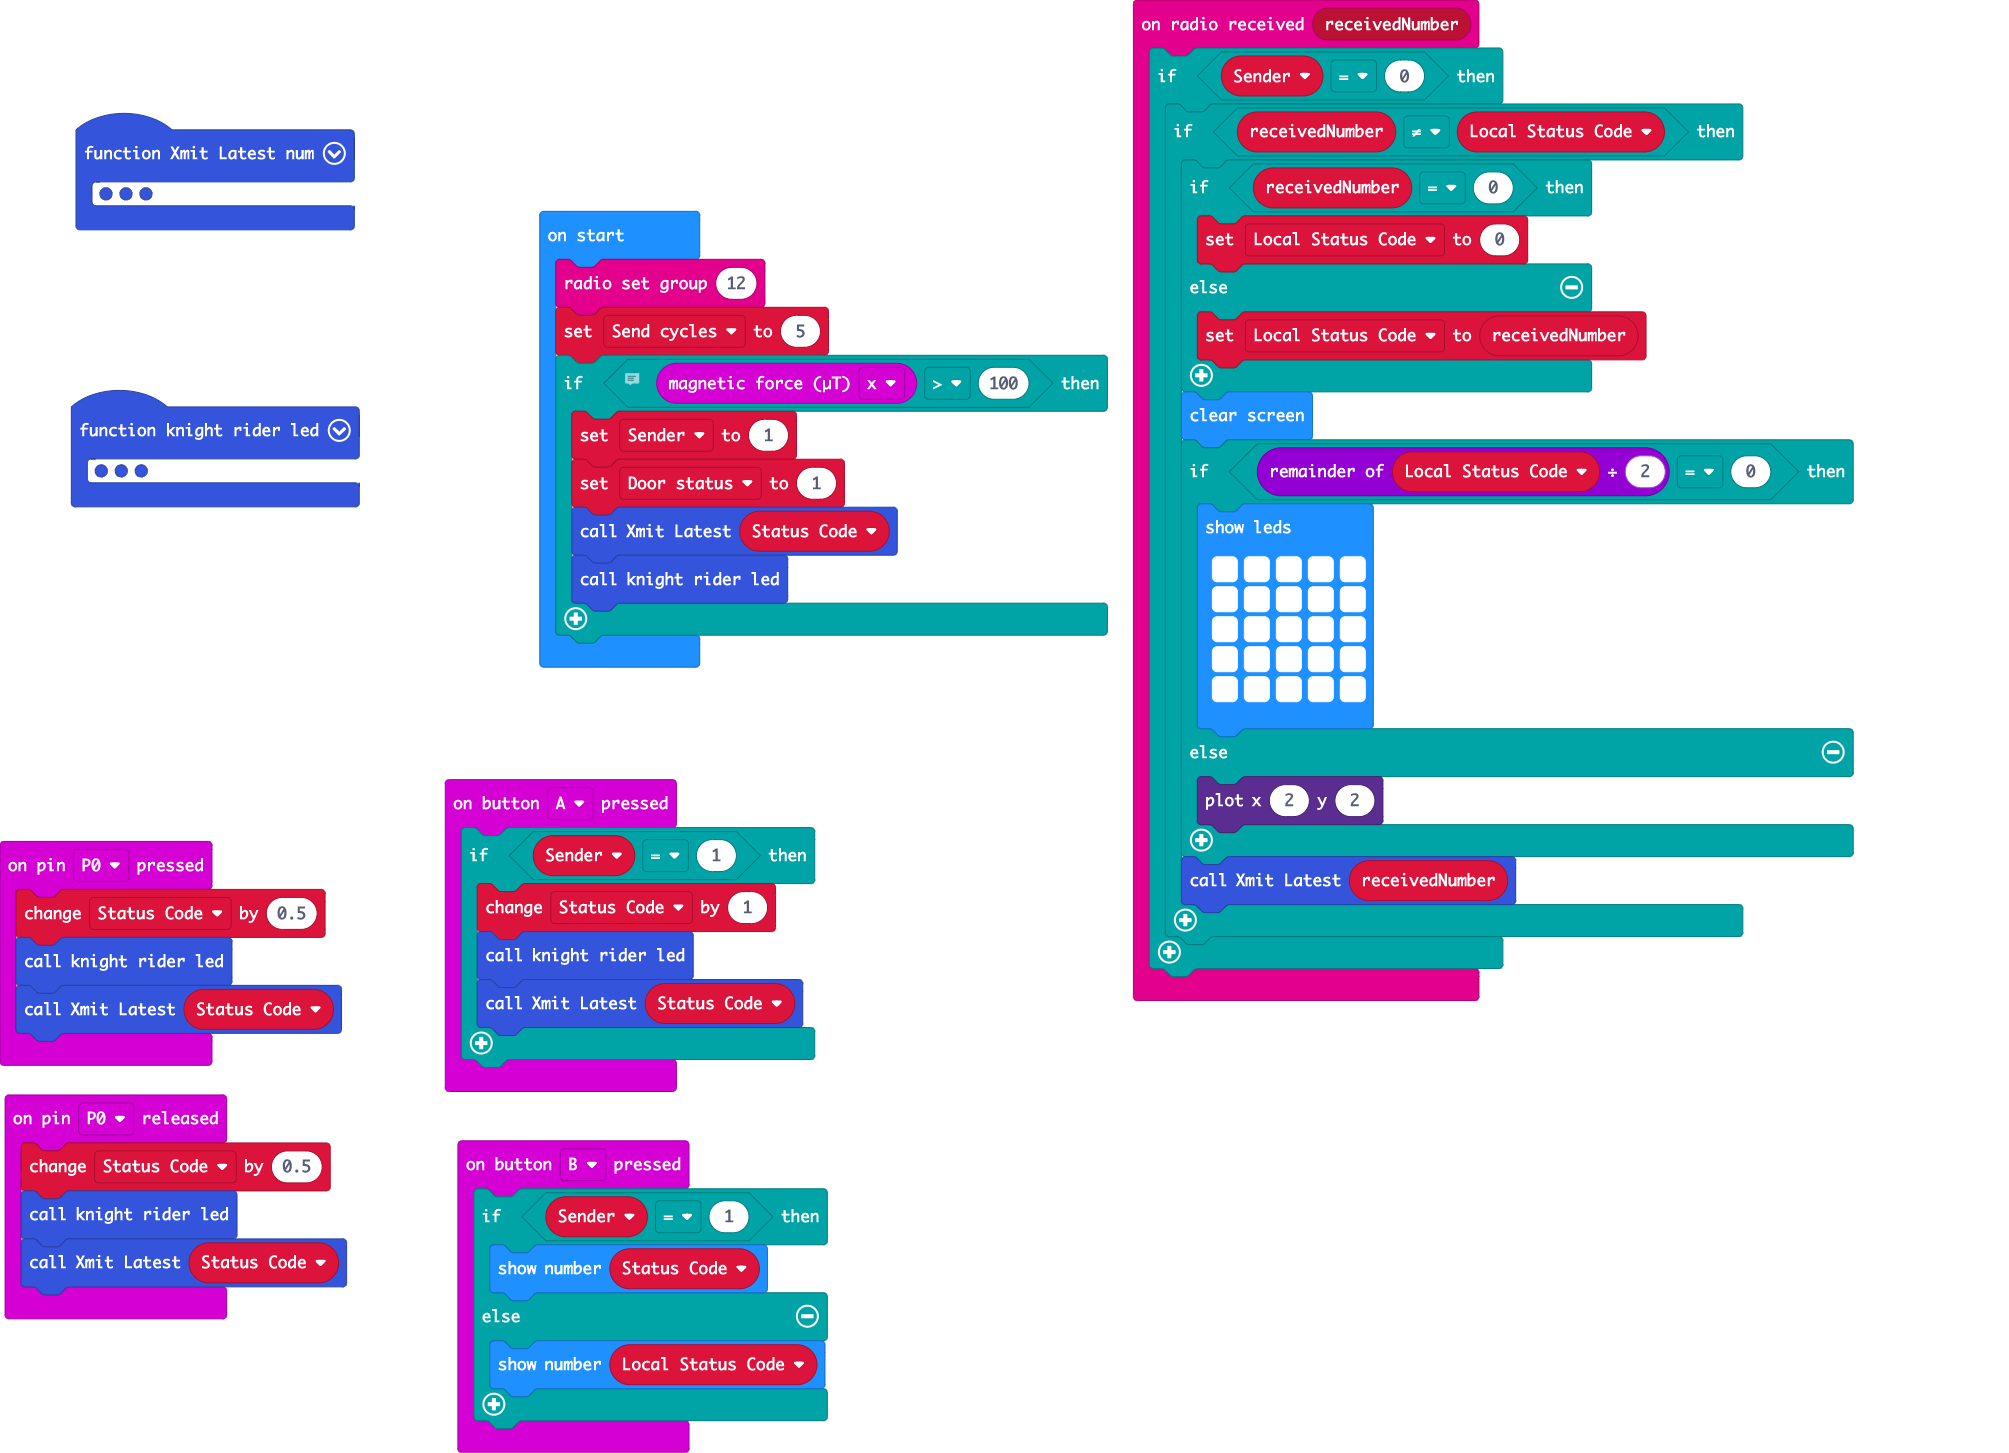 function Xmit Latest num
function knight rider led
on start
radio set group 12
set Send cycles to 5
if magnetic force (µT) x > 100 then
set Sender to 1
set Door status to 1
call Xmit Latest Status Code
call knight rider led
on pin P0 pressed
change Status Code by 0.5
call knight rider led
call Xmit Latest Status Code
on pin P0 released
change Status Code by 0.5
call knight rider led
call Xmit Latest Status Code
on button A pressed
if Sender = 1 then
change Status Code by 1
call knight rider led
call Xmit Latest Status Code
on button B pressed
if Sender = 1 then
show number Status Code
else
show number Local Status Code
on radio received receivedNumber
if Sender = 0 then
if receivedNumber ≠ Local Status Code then
if receivedNumber = 0 then
set Local Status Code to 0
else
set Local Status Code to receivedNumber
clear screen
if remainder of Local Status Code ÷ 2 = 0 then
show leds
else
plot x 2 y 2
call Xmit Latest receivedNumber